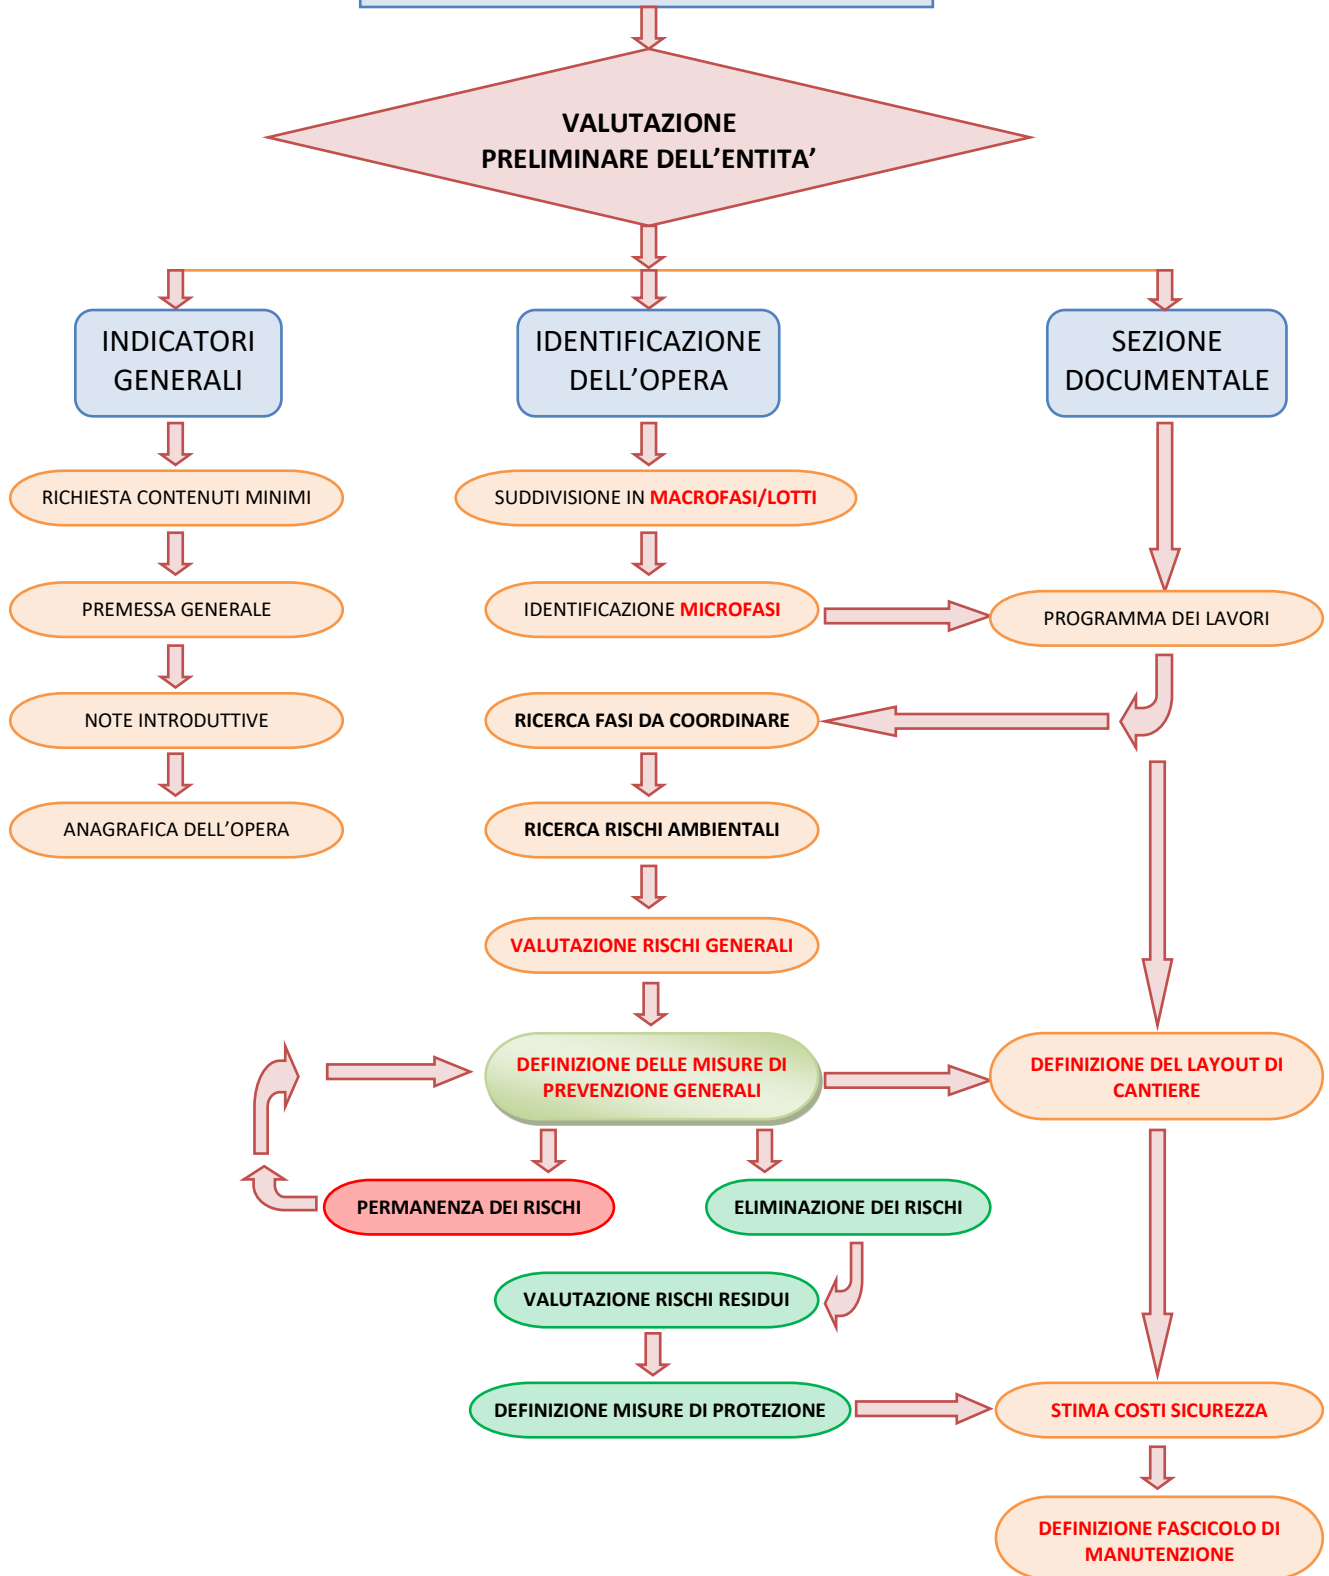 VALUTAZIONE
PRELIMINARE DELL’ENTITA’
INDICATORI
GENERALI
IDENTIFICAZIONE
DELL’OPERA
SEZIONE
DOCUMENTALE
RICHIESTA CONTENUTI MINIMI
SUDDIVISIONE IN MACROFASI/LOTTI
PREMESSA GENERALE
IDENTIFICAZIONE MICROFASI
PROGRAMMA DEI LAVORI
NOTE INTRODUTTIVE
RICERCA FASI DA COORDINARE
ANAGRAFICA DELL’OPERA
RICERCA RISCHI AMBIENTALI
VALUTAZIONE RISCHI GENERALI
DEFINIZIONE DELLE MISURE DI
PREVENZIONE GENERALI
DEFINIZIONE DEL LAYOUT DI
CANTIERE
PERMANENZA DEI RISCHI
ELIMINAZIONE DEI RISCHI
VALUTAZIONE RISCHI RESIDUI
DEFINIZIONE MISURE DI PROTEZIONE
STIMA COSTI SICUREZZA
DEFINIZIONE FASCICOLO DI
MANUTENZIONE